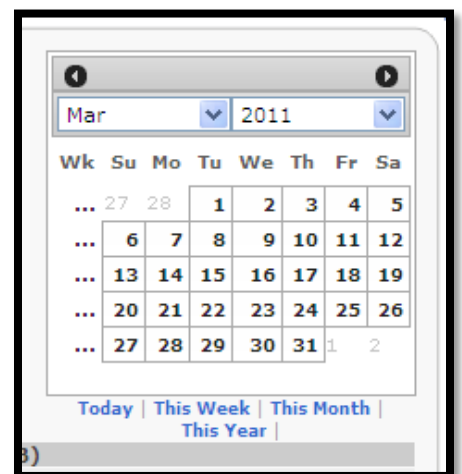 Mar 2011
Wk Su Mo Tu We Th Fr Sa
... 27 28 1 2 3 4 5
... 6 7 8 9 10 11 12
... 13 14 15 16 17 18 19
... 20 21 22 23 24 25 26
... 27 28 29 30 31 1 2
Today | This Week | This Month |
This Year |
3)